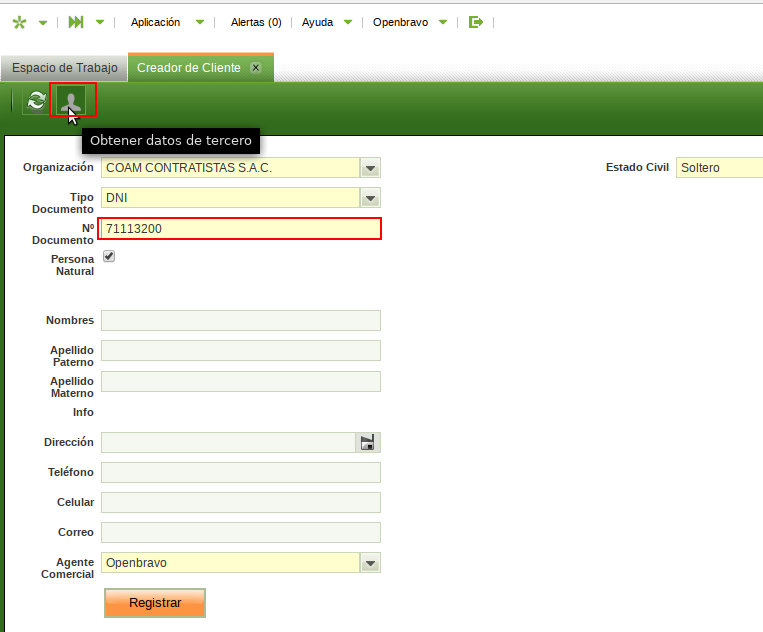 Aplicación Alertas (0) Ayuda Openbravo
Espacio de Trabajo Creador de Cliente x
Obtener datos de tercero
Organización COAM CONTRATISTAS S.A.C. Estado Civil Soltero
Tipo
Documento DNI
Nº
Documento 71113200
Persona
Natural
Nombres
Apellido
Paterno
Apellido
Materno
Info
Dirección
Teléfono
Celular
Correo
Agente
Comercial Openbravo
Registrar